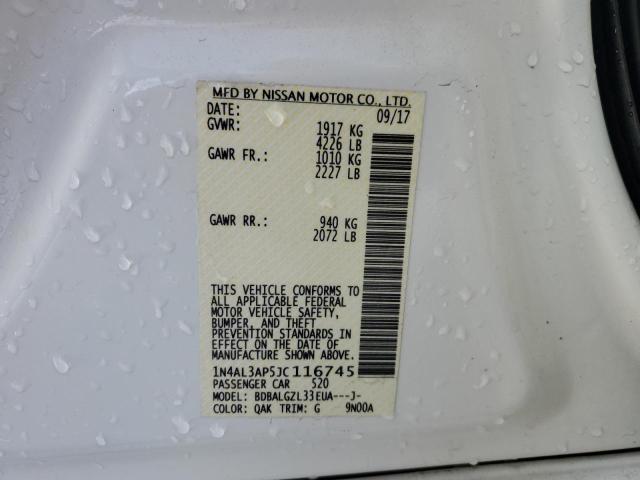 MFD BY NISSAN MOTOR CO., LTD.
DATE: 09/17
GVWR: 1917 KG
4226 LB
GAWR FR.: 1010 KG
2227 LB
GAWR RR.: 940 KG
2072 LB
THIS VEHICLE CONFORMS TO
ALL APPLICABLE FEDERAL
MOTOR VEHICLE SAFETY,
BUMPER, AND THEFT
PREVENTION STANDARDS IN
EFFECT ON THE DATE OF
MANUFACTURE SHOWN ABOVE.
1N4AL3AP5JC116745
PASSENGER CAR 520
MODEL: BDBALGZL33EUA---J-
COLOR: QAK TRIM: G 9N00A